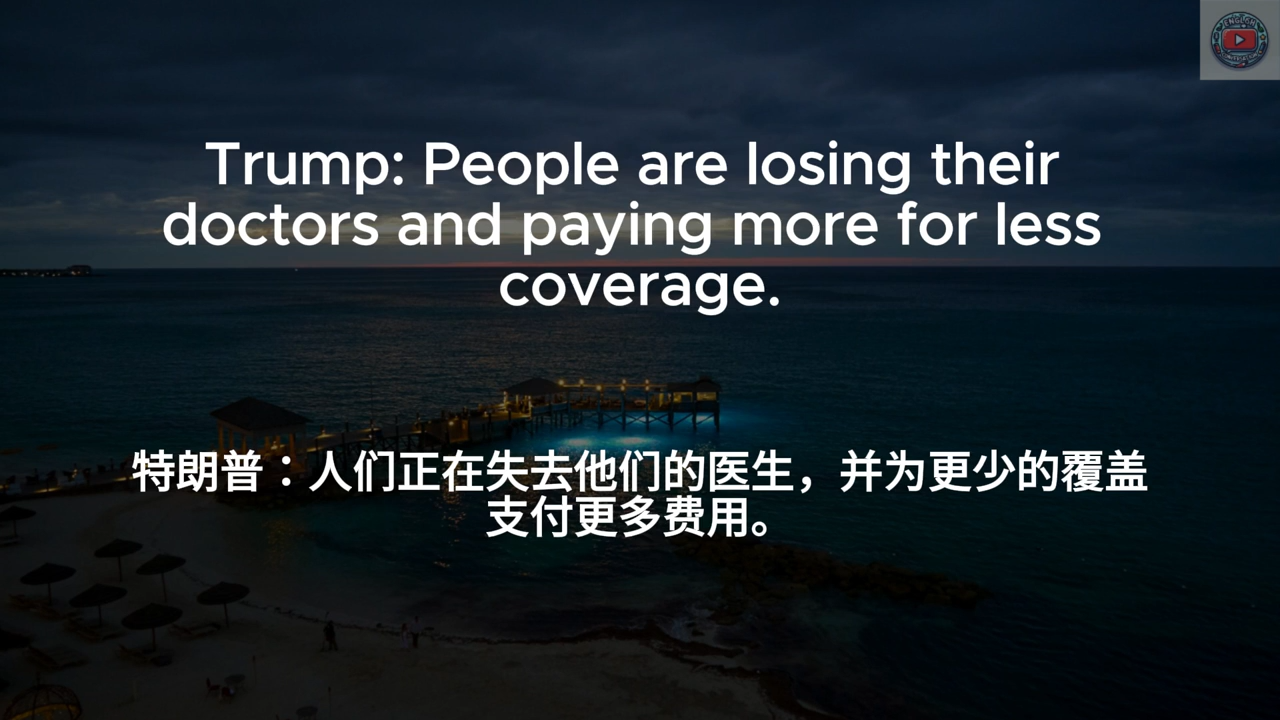 Trump: People are losing their
doctors and paying more for less
coverage.
特朗普：人们正在失去他们的医生，并为更少的覆盖
支付更多费用。